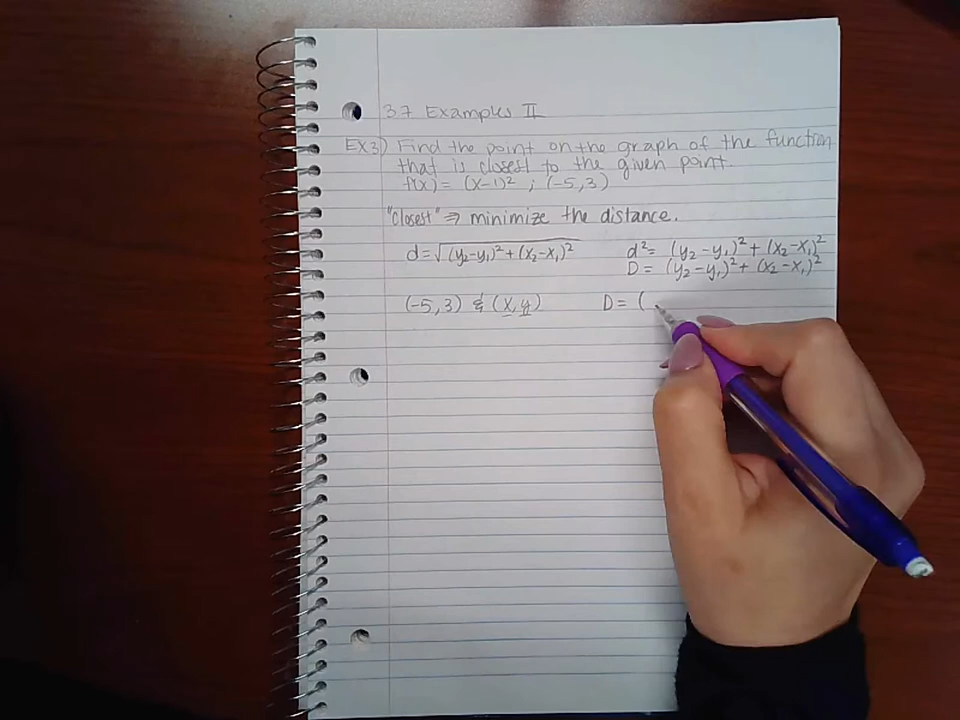 3.7 Examples II
Ex 3) Find the point on the graph of the function
that is closest to the given point.
f(x) = (x-1)² ; (-5,3)
"closest" ⇒ minimize the distance.
d = √(y₂-y₁)² + (x₂-x₁)²
d² = (y₂-y₁)² + (x₂-x₁)²
D = (y₂-y₁)² + (x₂-x₁)²
(-5,3) & (x,y)
D = (